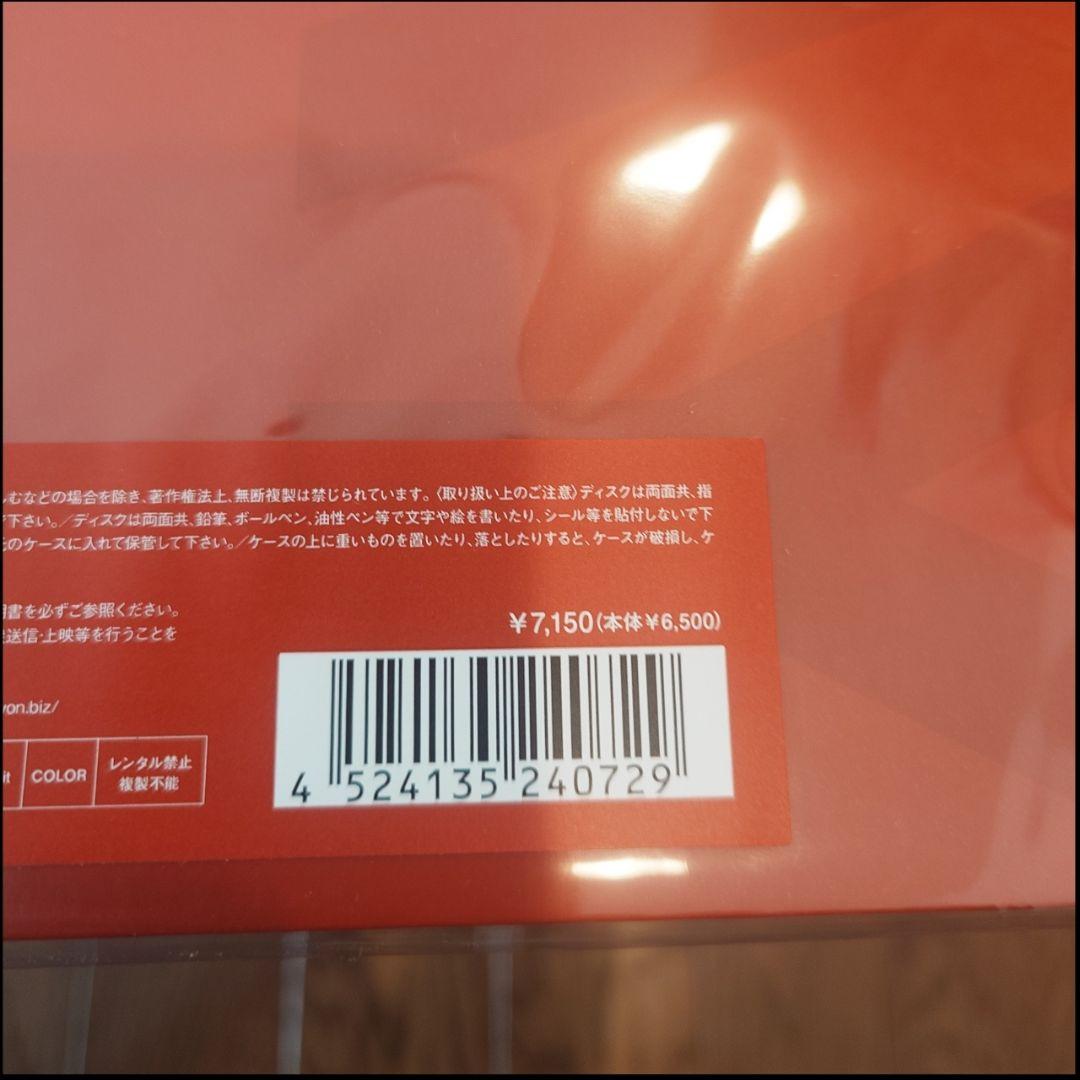 むなどの場合を除き、著作権法上、無断複製は禁じられています。〈取り扱い上のご注意〉ディスクは両面共、指
下さい。／ディスクは両面共、鉛筆、ボールペン、油性ペン等で文字や絵を書いたり、シール等を貼付しないで下
のケースに入れて保管して下さい。／ケースの上に重いものを置いたり、落としたりすると、ケースが破損し、ケ
書を必ずご参照ください。
送信・上映等を行うことを
¥7,150(本体¥6,500)
von.biz/
it COLOR レンタル禁止
複製不能
4 524135 240729